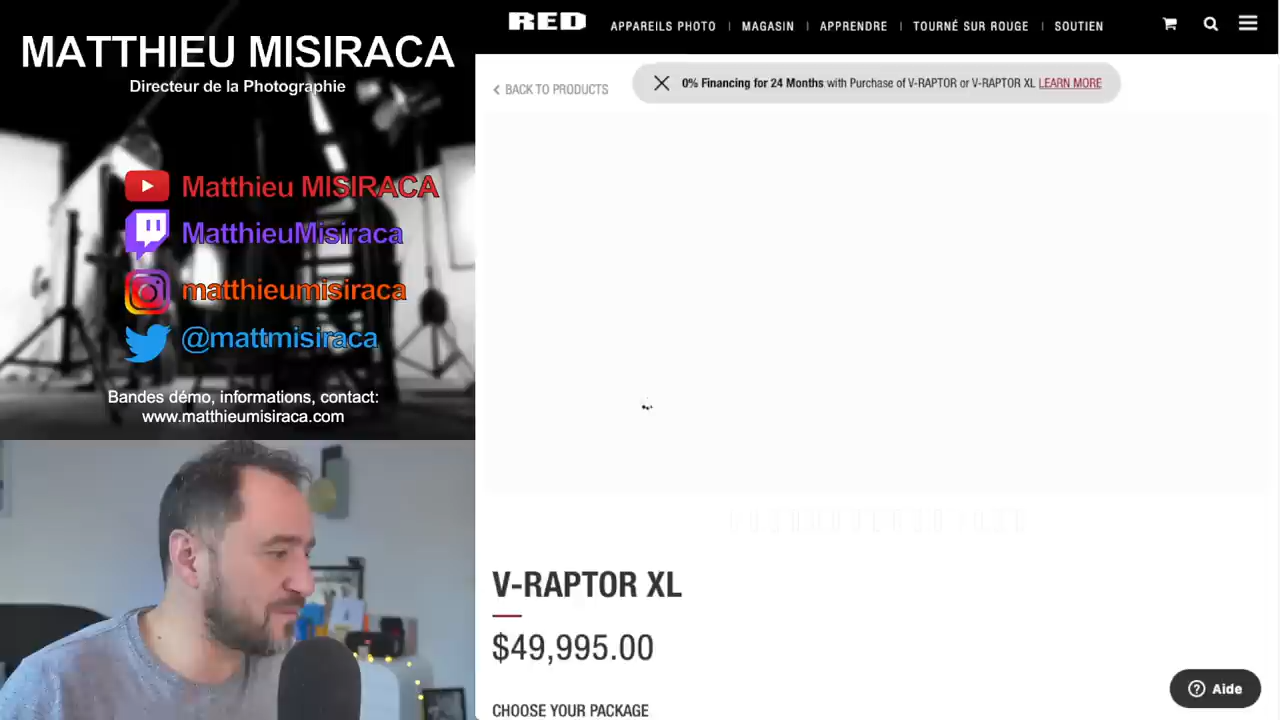 MATTHIEU MISIRACA
Directeur de la Photographie
Matthieu MISIRACA
MatthieuMisiraca
matthieumisiraca
@mattmisiraca
Bandes démo, informations, contact:
www.matthieumisiraca.com
RED
APPAREILS PHOTO | MAGASIN | APPRENDRE | TOURNÉ SUR ROUGE | SOUTIEN
BACK TO PRODUCTS
0% Financing for 24 Months with Purchase of V-RAPTOR or V-RAPTOR XL LEARN MORE
V-RAPTOR XL
$49,995.00
CHOOSE YOUR PACKAGE
Aide